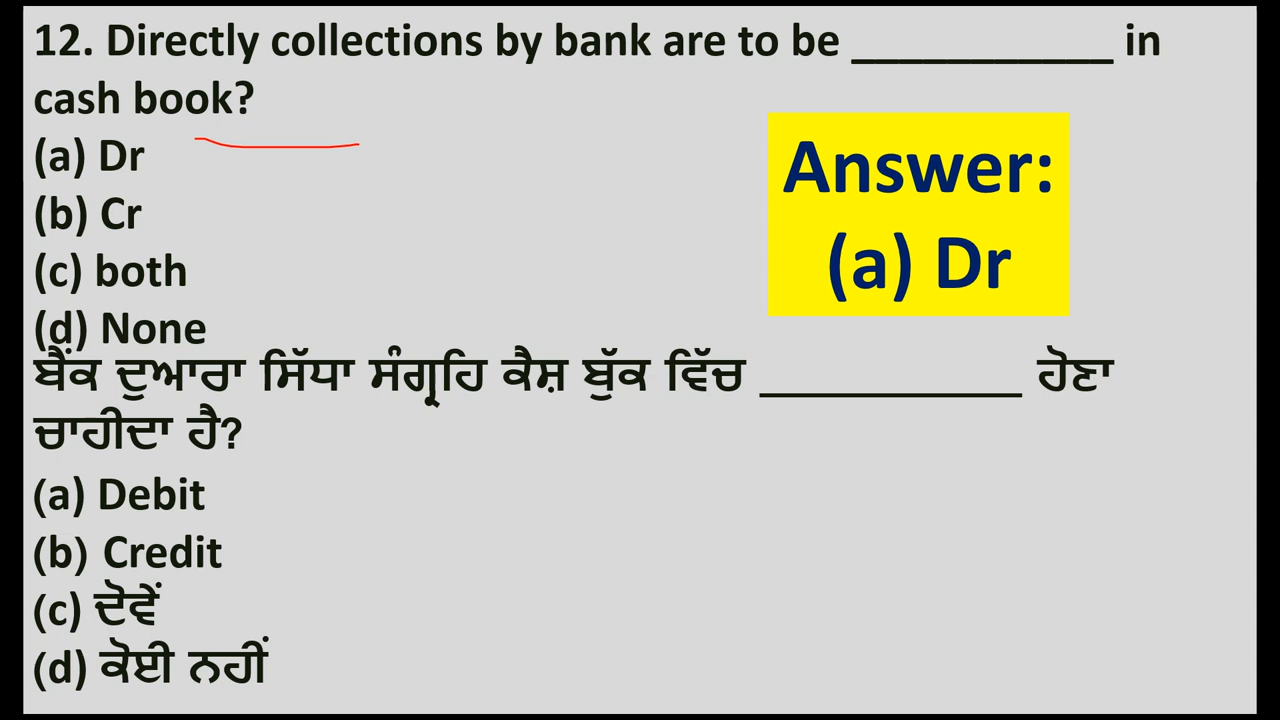 12. Directly collections by bank are to be ___________ in
cash book?
(a) Dr
(b) Cr
(c) both
(d) None
Answer:
(a) Dr
ਬੈਂਕ ਦੁਆਰਾ ਸਿੱਧਾ ਸੰਗ੍ਰਹਿ ਕੈਸ਼ ਬੁੱਕ ਵਿੱਚ ___________ ਹੋਣਾ
ਚਾਹੀਦਾ ਹੈ?
(a) Debit
(b) Credit
(c) ਦੋਵੇਂ
(d) ਕੋਈ ਨਹੀਂ